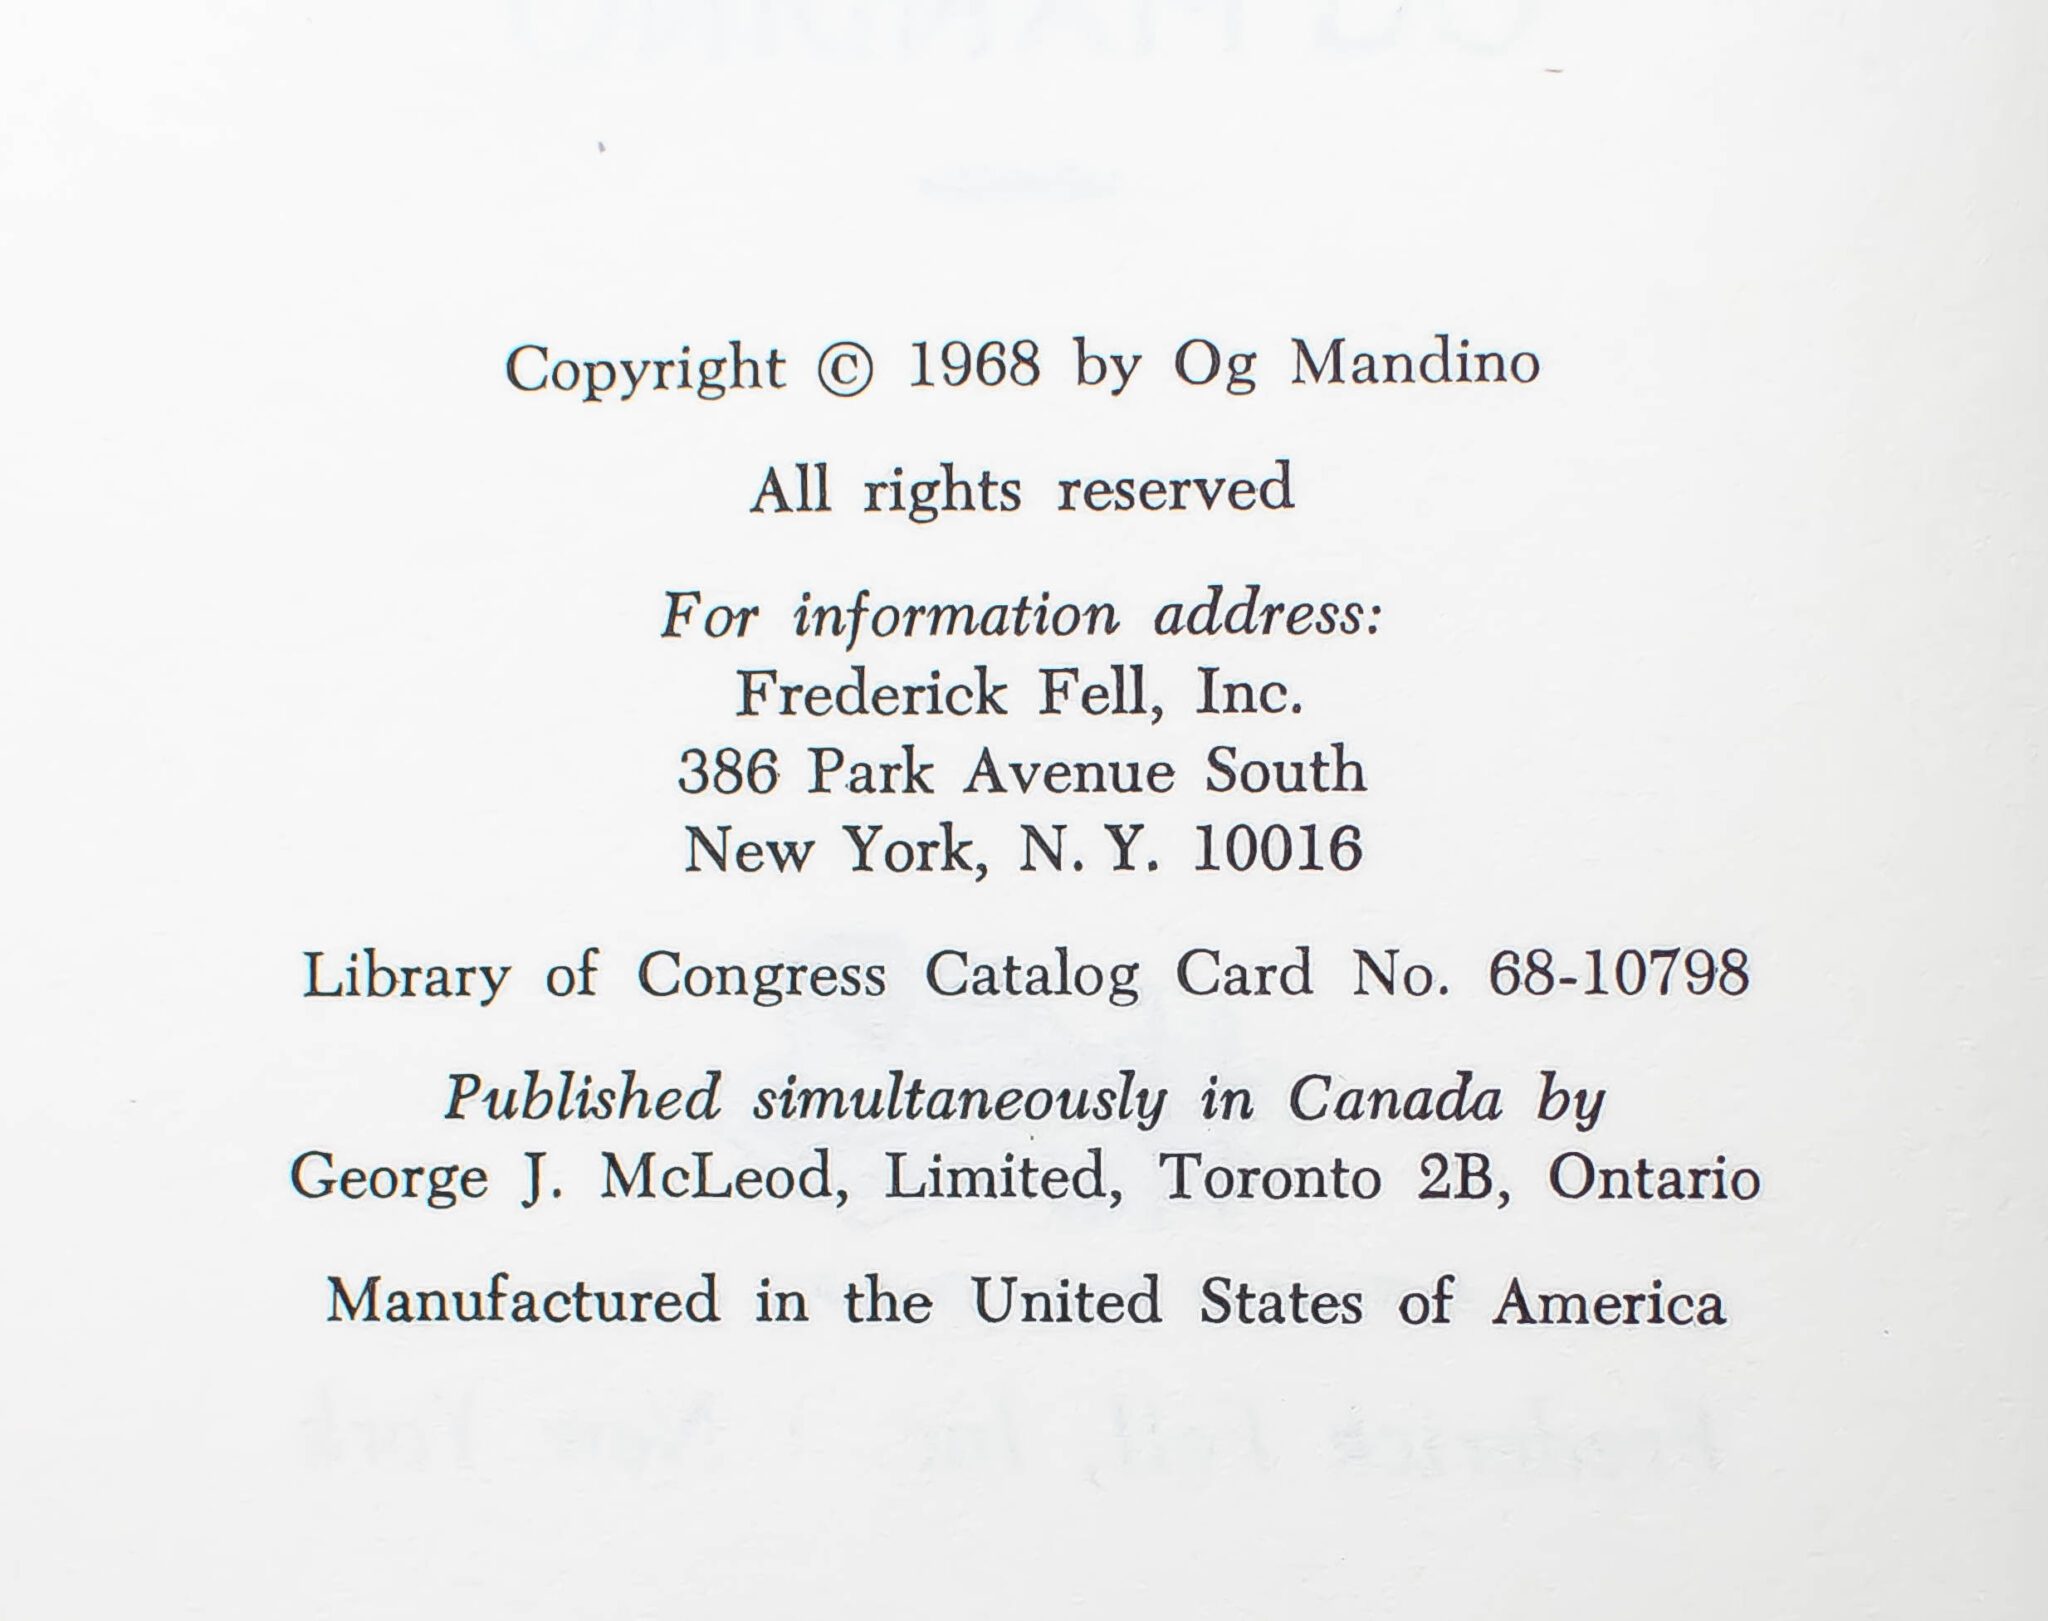 Copyright © 1968 by Og Mandino
All rights reserved
For information address:
Frederick Fell, Inc.
386 Park Avenue South
New York, N. Y. 10016
Library of Congress Catalog Card No. 68-10798
Published simultaneously in Canada by
George J. McLeod, Limited, Toronto 2B, Ontario
Manufactured in the United States of America